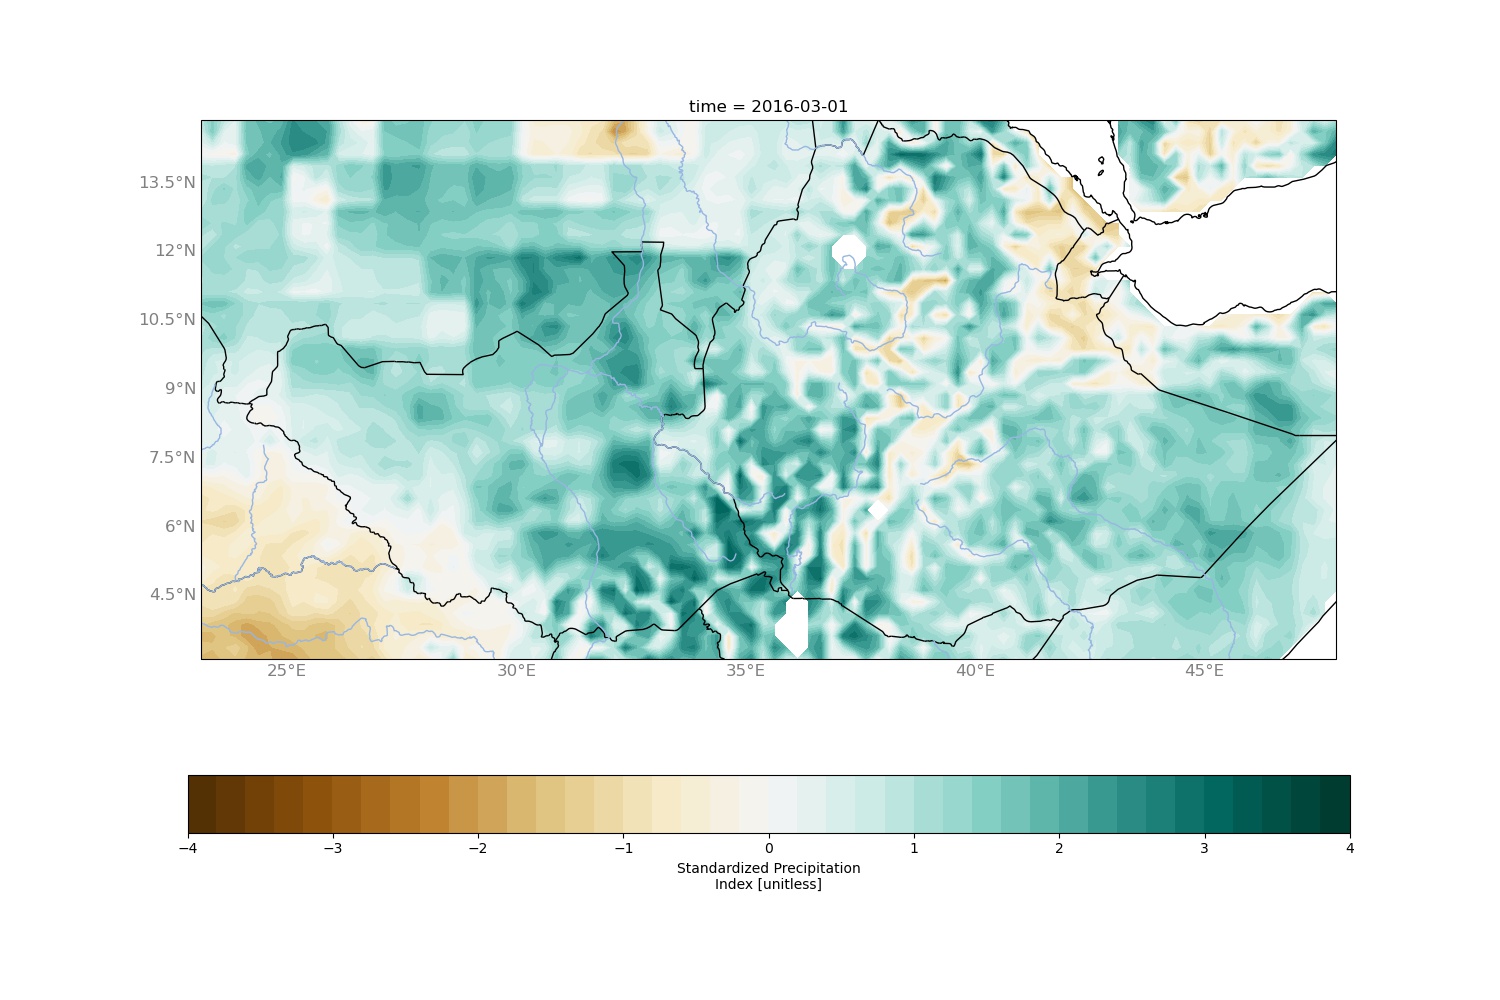 time = 2016-03-01
13.5°N
12°N
10.5°N
9°N
7.5°N
6°N
4.5°N
25°E 30°E 35°E 40°E 45°E
−4 −3 −2 −1 0 1 2 3 4
Standardized Precipitation
Index [unitless]